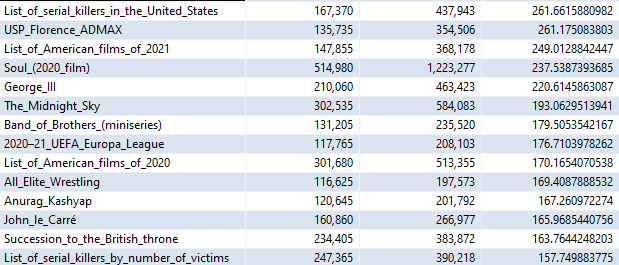 List_of_serial_killers_in_the_United_States 167,370 437,943 261.6615880982
USP_Florence_ADMAX 135,735 354,506 261.175083803
List_of_American_films_of_2021 147,855 368,178 249.0128842447
Soul_(2020_film) 514,980 1,223,277 237.5387393685
George_III 210,060 463,423 220.6145863087
The_Midnight_Sky 302,535 584,083 193.0629513941
Band_of_Brothers_(miniseries) 131,205 235,520 179.5053542167
2020–21_UEFA_Europa_League 117,765 208,103 176.7103978262
List_of_American_films_of_2020 301,680 513,355 170.1654070538
All_Elite_Wrestling 116,625 197,573 169.4087888532
Anurag_Kashyap 120,645 201,792 167.260972274
John_le_Carré 160,860 266,977 165.9685440756
Succession_to_the_British_throne 234,405 383,872 163.7644248203
List_of_serial_killers_by_number_of_victims 247,365 390,218 157.749883775